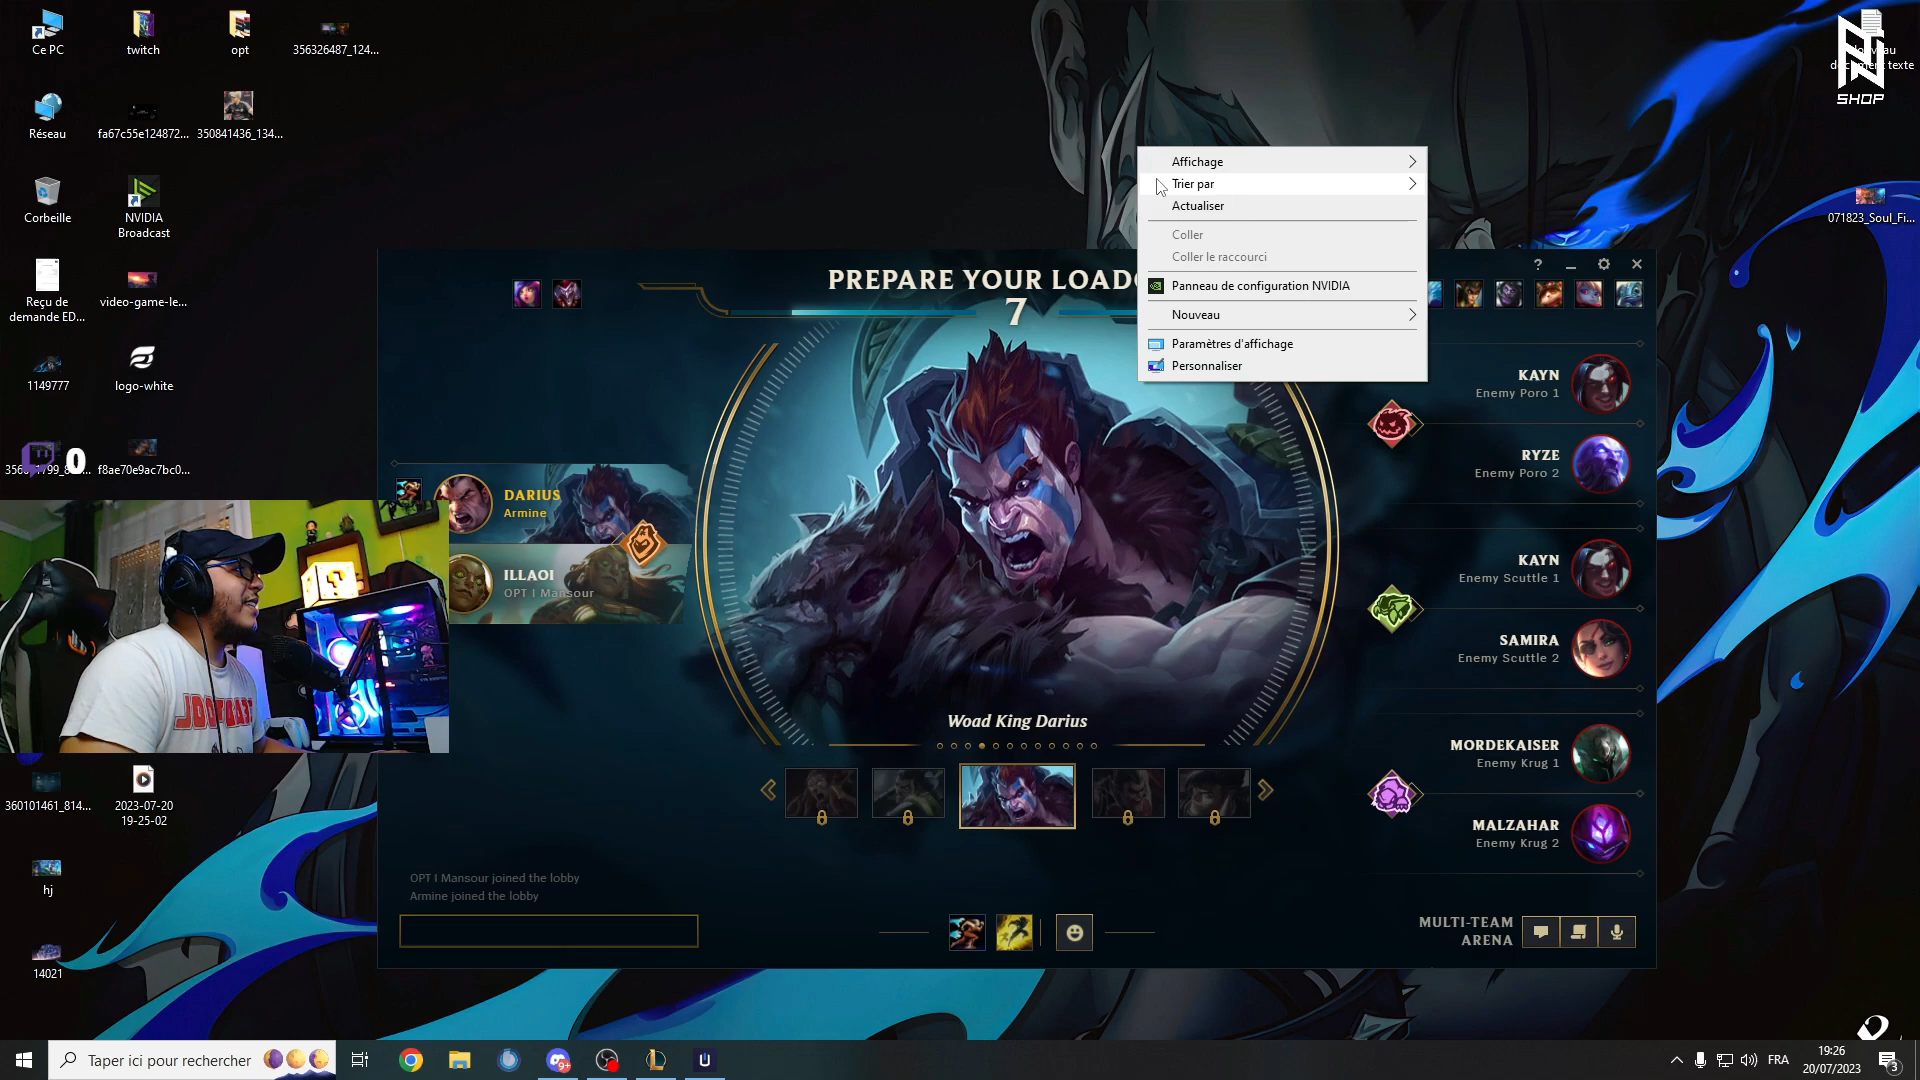 Ce PC
twitch
opt
356326487_124...
Réseau
fa67c55e124872...
350841436_134...
Corbeille
NVIDIA
Broadcast
Reçu de
demande ED...
video-game-le...
1149777
logo-white
0
f8ae70e9ac7bc0...
360101461_814...
2023-07-20
19-25-02
hj
14021
SHOP
071823_Soul_Fi...
Affichage
Trier par
Actualiser
Coller
Coller le raccourci
Panneau de configuration NVIDIA
Nouveau
Paramètres d'affichage
Personnaliser
PREPARE YOUR LOADO
7
DARIUS
Armine
ILLAOI
OPT I Mansour
Woad King Darius
KAYN
Enemy Poro 1
RYZE
Enemy Poro 2
KAYN
Enemy Scuttle 1
SAMIRA
Enemy Scuttle 2
MORDEKAISER
Enemy Krug 1
MALZAHAR
Enemy Krug 2
OPT I Mansour joined the lobby
Armine joined the lobby
MULTI-TEAM
ARENA
Taper ici pour rechercher
9+
FRA
19:26
20/07/2023
3